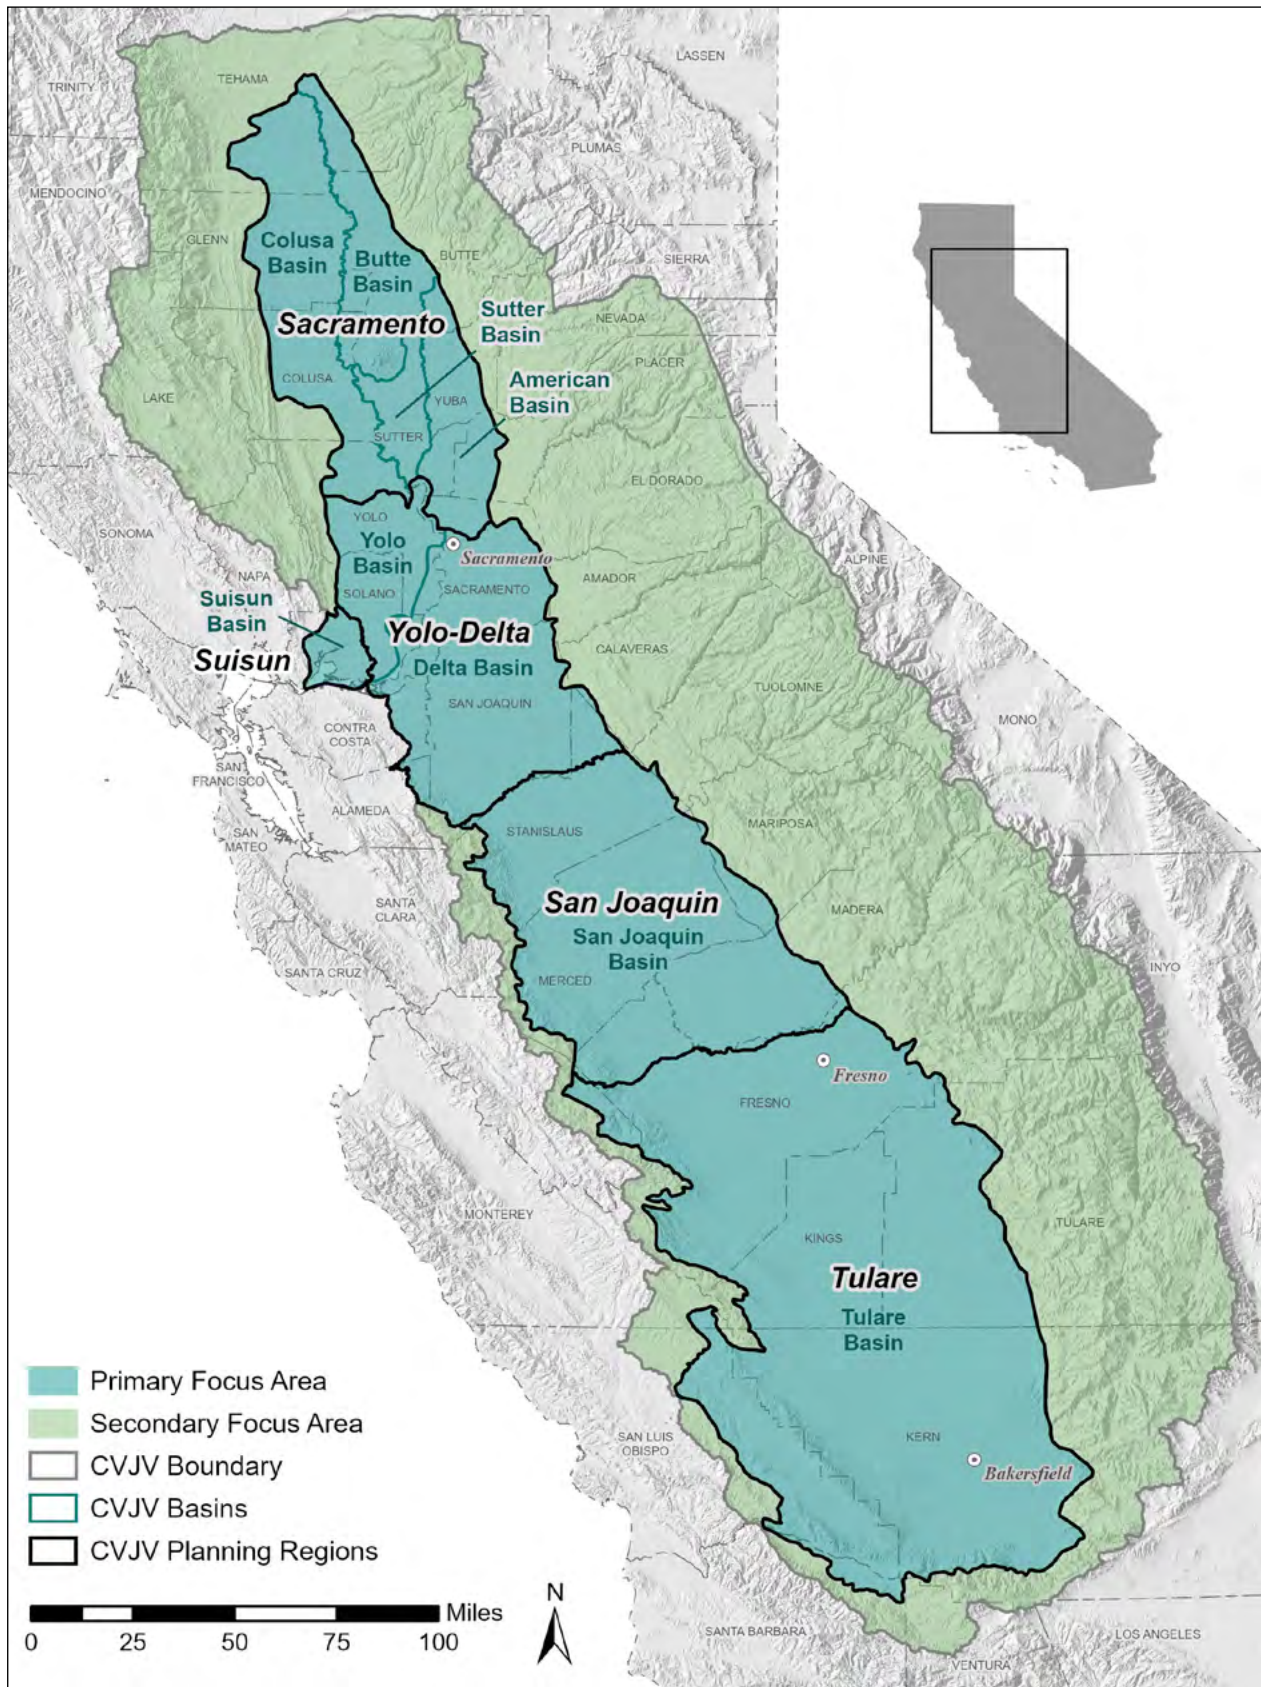 LASSEN
TEHAMA
TRINITY
PLUMAS
MENDOCINO
GLENN
Colusa
Basin
Butte
Basin
BUTTE
SIERRA
Sacramento
Sutter
Basin
NEVADA
PLACER
COLUSA
American
Basin
LAKE
YUBA
SUTTER
EL DORADO
YOLO
Yolo
Basin
SONOMA
Sacramento
ALPINE
NAPA
AMADOR
SOLANO
SACRAMENTO
Suisun
Basin
Yolo-Delta
Suisun
Delta Basin
CALAVERAS
TUOLOMNE
SAN JOAQUIN
MONO
CONTRA
COSTA
SAN
FRANCISCO
ALAMEDA
SAN
MATEO
STANISLAUS
MARIPOSA
San Joaquin
San Joaquin
Basin
SANTA
CLARA
MADERA
SANTA CRUZ
MERCED
INYO
Fresno
FRESNO
MONTEREY
TULARE
KINGS
Tulare
Tulare
Basin
Primary Focus Area
Secondary Focus Area
CVJV Boundary
CVJV Basins
CVJV Planning Regions
SAN LUIS
OBISPO
KERN
Bakersfield
Miles
0 25 50 75 100
N
SANTA BARBARA
VENTURA
LOS ANGELES